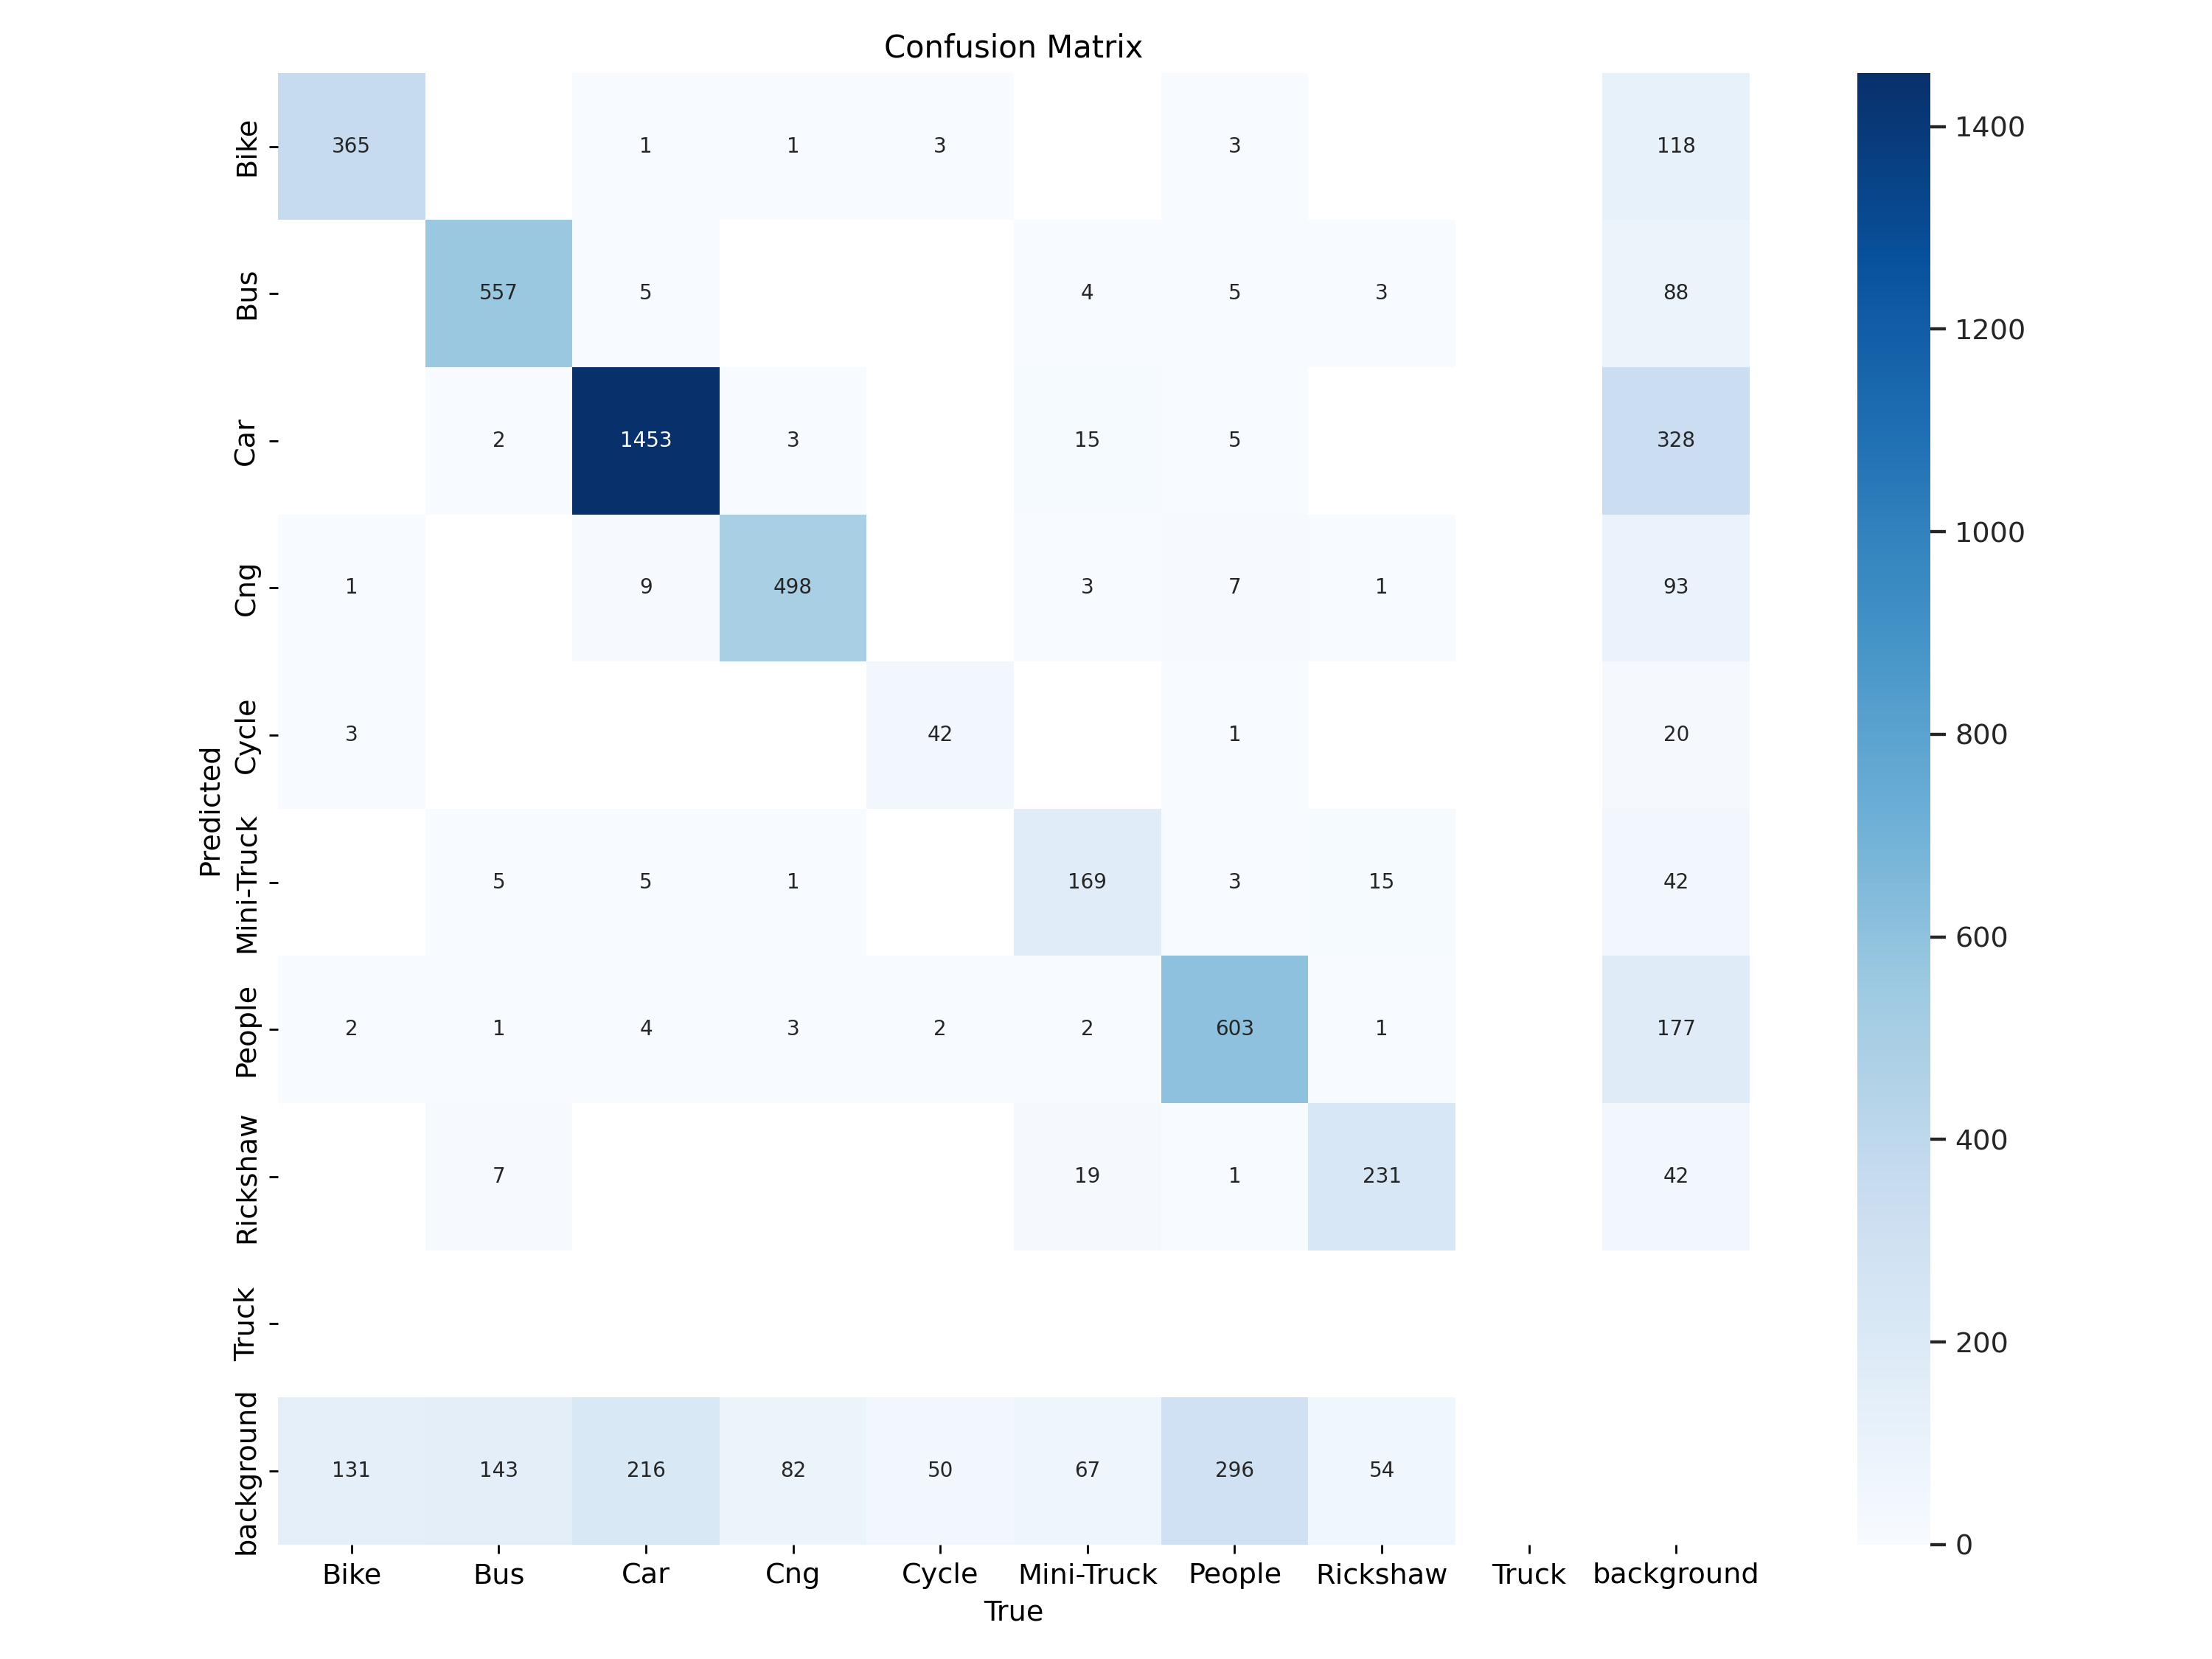 Confusion Matrix
Bike 365 1 1 3 3 118
Bus 557 5 4 5 3 88
Car 2 1453 3 15 5 328
Cng 1 9 498 3 7 1 93
Cycle 3 42 1 20
Mini-Truck 5 5 1 169 3 15 42
People 2 1 4 3 2 2 603 1 177
Rickshaw 7 19 1 231 42
Truck
background 131 143 216 82 50 67 296 54
Bike Bus Car Cng Cycle Mini-Truck People Rickshaw Truck background
True
Predicted
1400
1200
1000
800
600
400
200
0